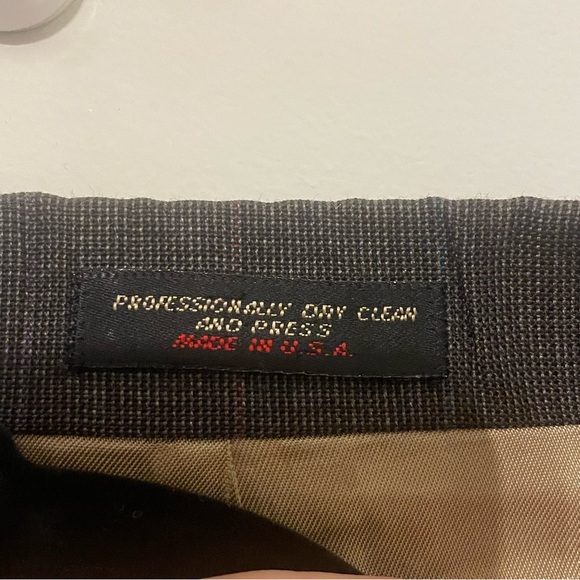 PROFESSIONALLY DRY CLEAN
AND PRESS
MADE IN U.S.A.